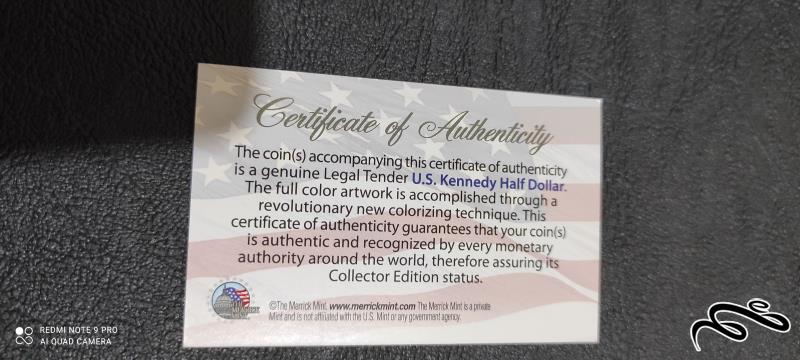 Certificate of Authenticity
The coin(s) accompanying this certificate of authenticity
is a genuine Legal Tender U.S. Kennedy Half Dollar.
The full color artwork is accomplished through a
revolutionary new colorizing technique. This
certificate of authenticity guarantees that your coin(s)
is authentic and recognized by every monetary
authority around the world, therefore assuring its
Collector Edition status.
©The Merrick Mint. www.merrickmint.com The Merrick Mint is a private
Mint and is not affiliated with the U.S. Mint or any government agency.
REDMI NOTE 9 PRO
AI QUAD CAMERA